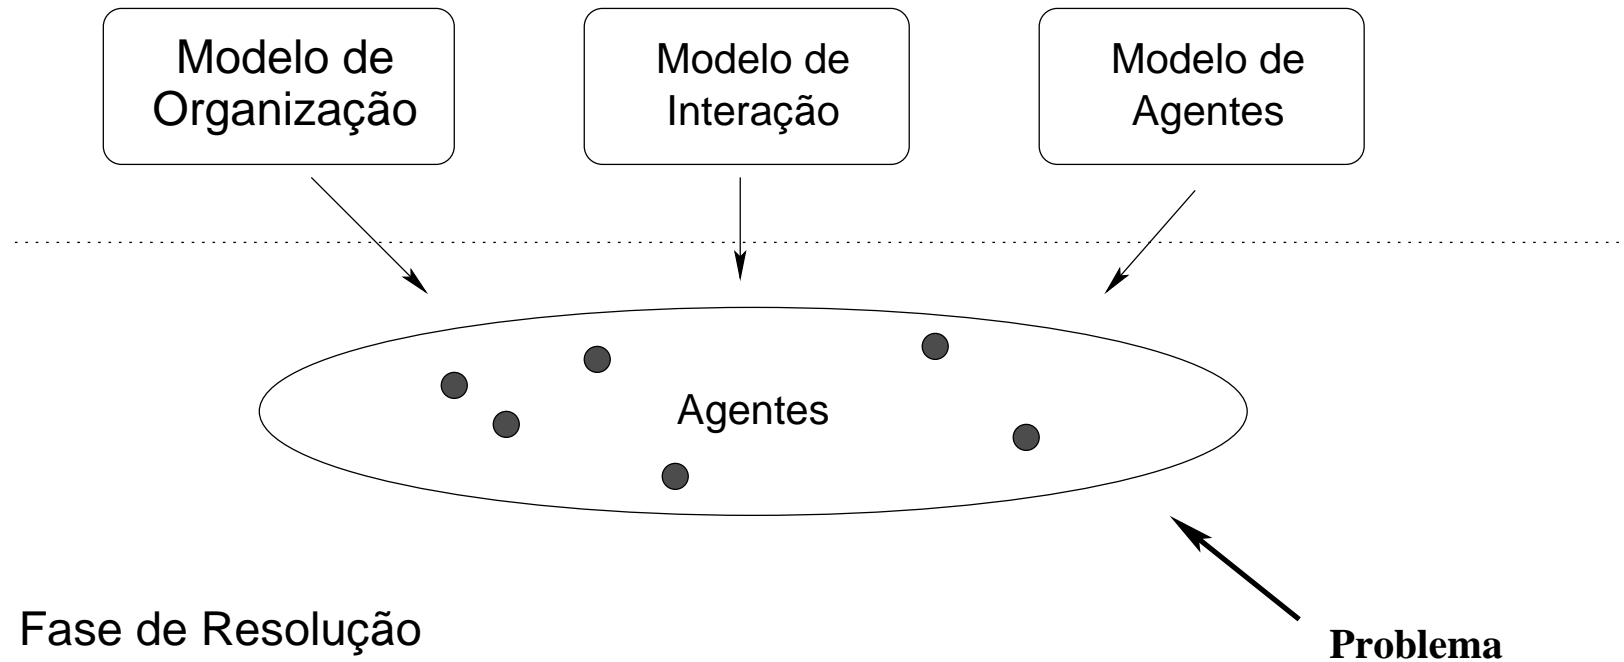 Modelo de
Organização
Modelo de
Interação
Modelo de
Agentes
Agentes
Fase de Resolução
Problema